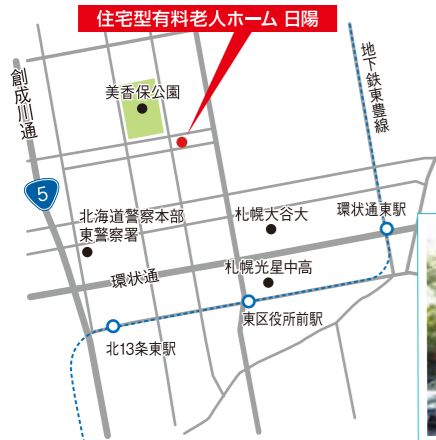 住宅型有料老人ホーム 日陽
創成川通
美香保公園
地下鉄東豊線
5
北海道警察本部
東警察署
札幌大谷大
環状通東駅
環状通
札幌光星中高
東区役所前駅
北13条東駅